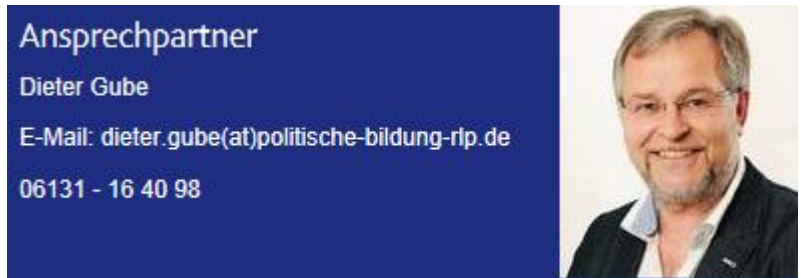 Ansprechpartner
Dieter Gube
E-Mail: dieter.gube(at)politische-bildung-rlp.de
06131 - 16 40 98